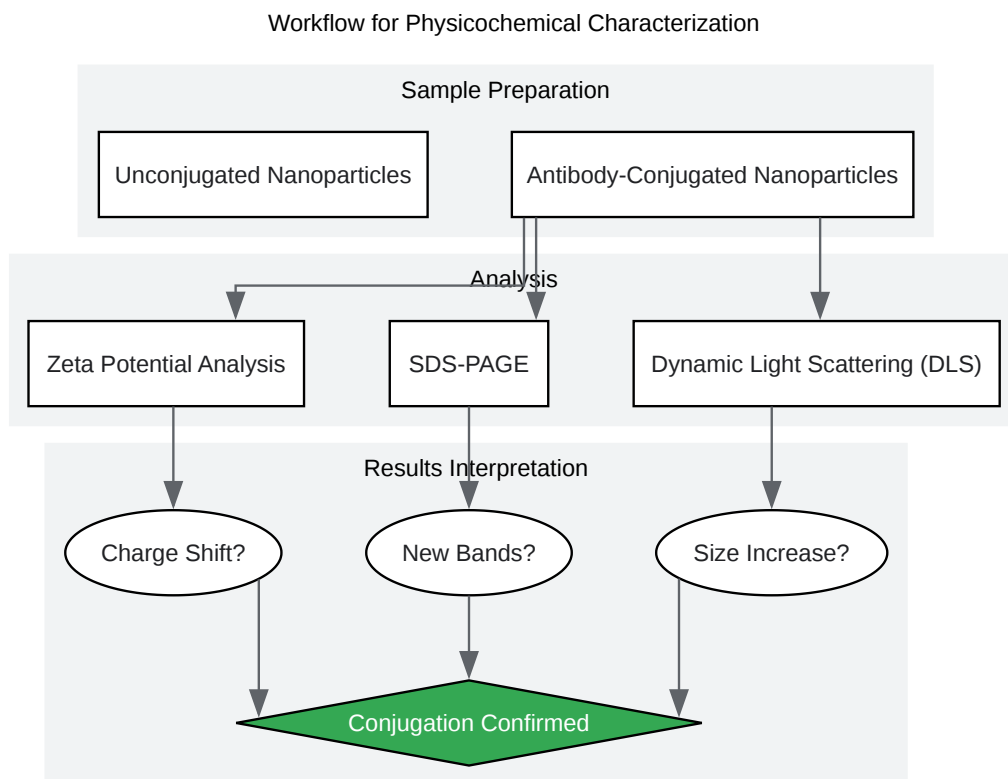 Workflow for Physicochemical Characterization
Sample Preparation
Unconjugated Nanoparticles
Antibody-Conjugated Nanoparticles
Analysis
Zeta Potential Analysis
SDS-PAGE
Dynamic Light Scattering (DLS)
Results Interpretation
Charge Shift?
New Bands?
Size Increase?
Conjugation Confirmed